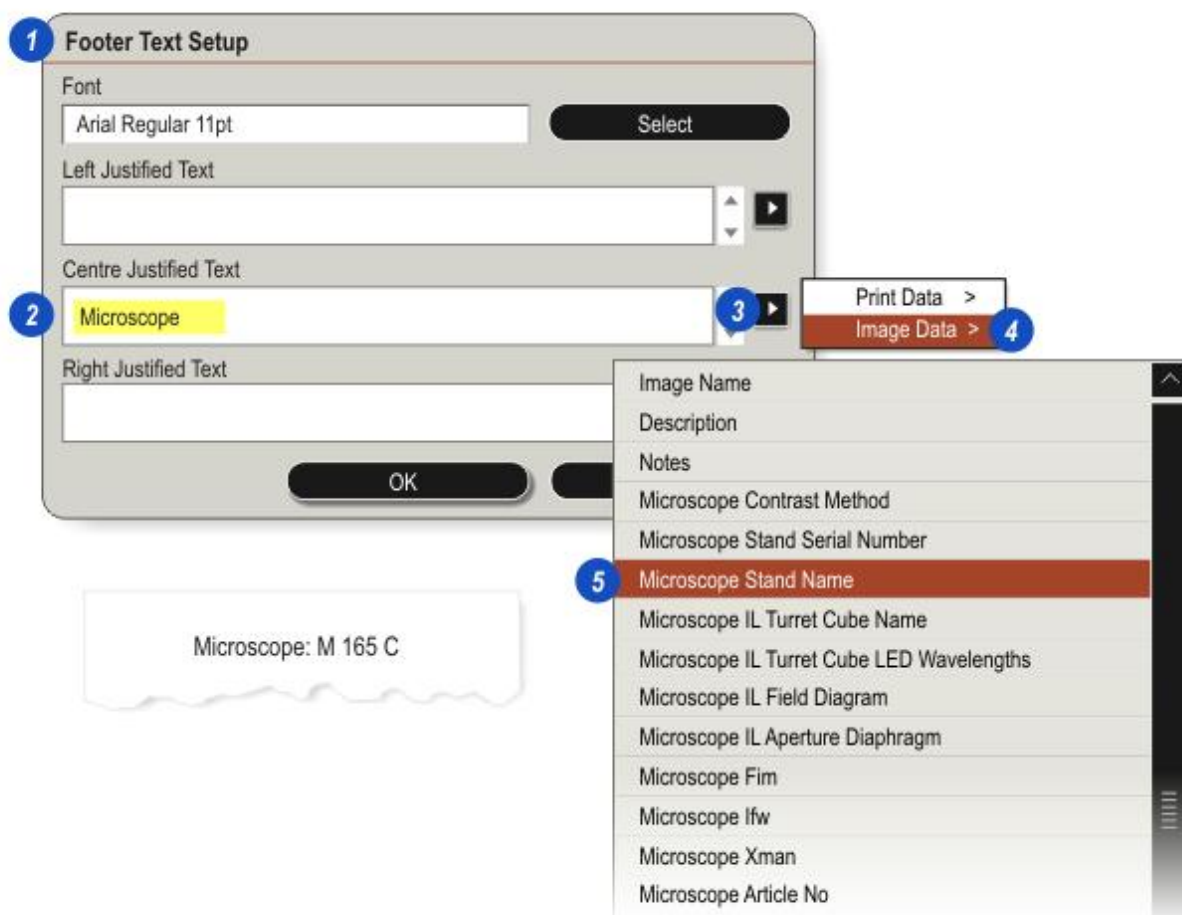 1 Footer Text Setup
Font
Arial Regular 11pt
Select
Left Justified Text
Centre Justified Text
2 Microscope
3
Print Data >
Image Data > 4
Right Justified Text
OK
Image Name
Description
Notes
Microscope Contrast Method
Microscope Stand Serial Number
5 Microscope Stand Name
Microscope IL Turret Cube Name
Microscope IL Turret Cube LED Wavelengths
Microscope IL Field Diagram
Microscope IL Aperture Diaphragm
Microscope Fim
Microscope Ifw
Microscope Xman
Microscope Article No
Microscope: M 165 C